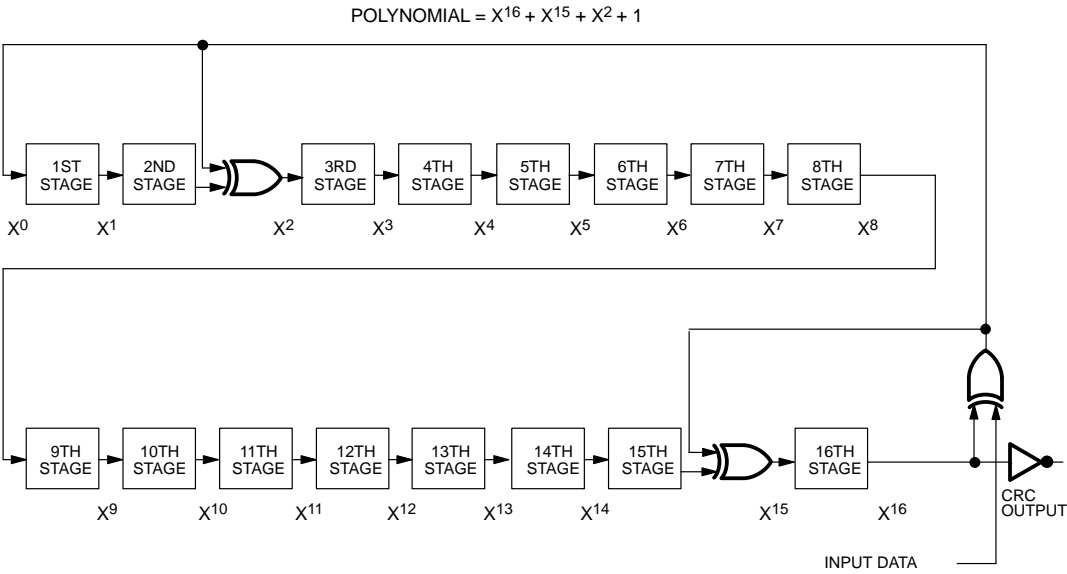 POLYNOMIAL = X16 + X15 + X2 + 1
1ST
STAGE
2ND
STAGE
3RD
STAGE
4TH
STAGE
5TH
STAGE
6TH
STAGE
7TH
STAGE
8TH
STAGE
X0
X1
X2
X3
X4
X5
X6
X7
X8
9TH
STAGE
10TH
STAGE
11TH
STAGE
12TH
STAGE
13TH
STAGE
14TH
STAGE
15TH
STAGE
16TH
STAGE
X9
X10
X11
X12
X13
X14
X15
X16
CRC
OUTPUT
INPUT DATA